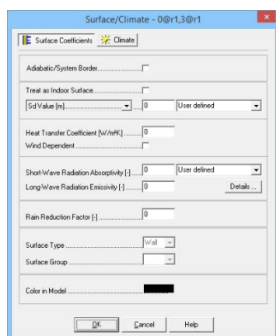 Surface/Climate - 0@r1,3@r1
Surface Coefficients Climate
Adiabatic/System Border
Treat as Indoor Surface
Sd Value [m] 0 User defined
Heat Transfer Coefficient [W/m²K] 0
Wind Dependent
Short-Wave Radiation Absorptivity [-] 0 User defined
Long-Wave Radiation Emissivity [-] 0 Details ...
Rain Reduction Factor [-] 0
Surface Type Wall
Surface Group
Color in Model
OK Cancel Help